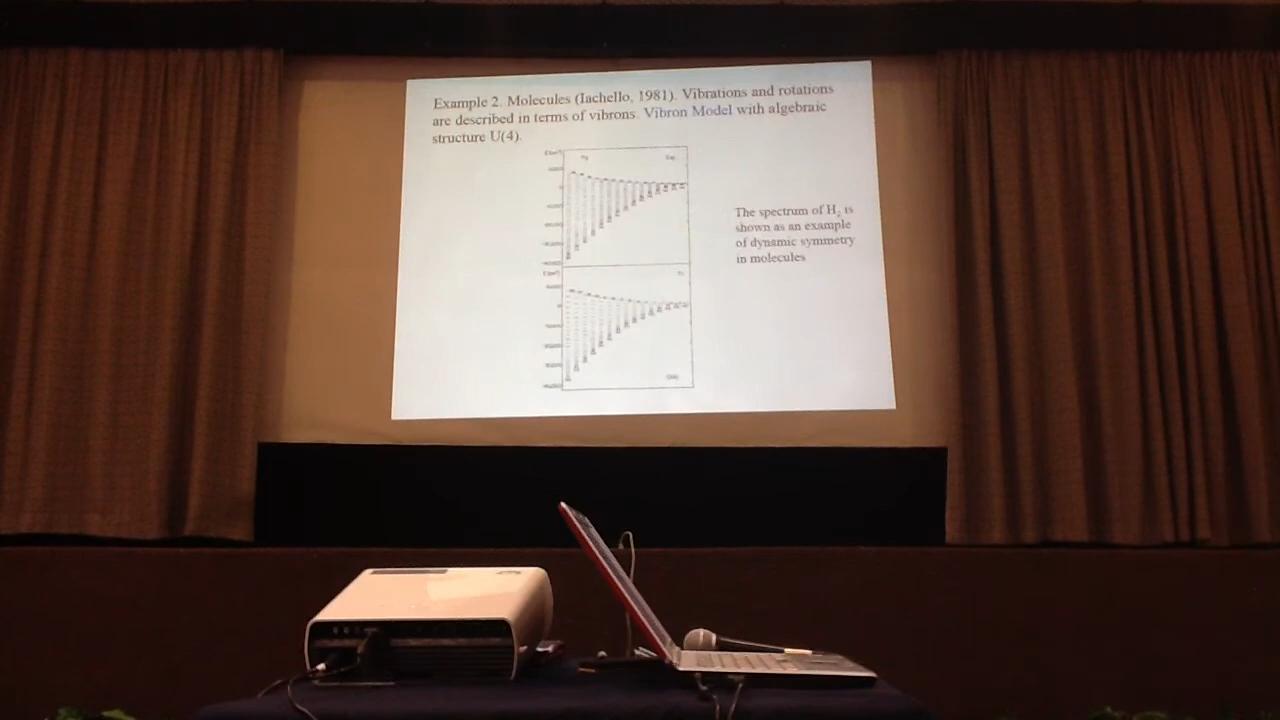 Example 2. Molecules (Iachello, 1981). Vibrations and rotations
are described in terms of vibrons. Vibron Model with algebraic
structure U(4).
The spectrum of H₂ is
shown as an example
of dynamic symmetry
in molecules